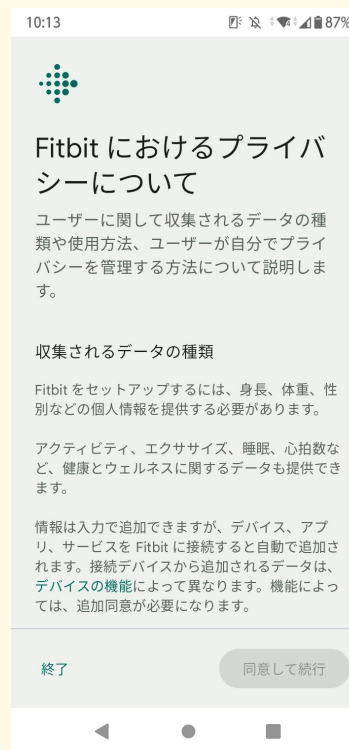 10:13
87%
Fitbit におけるプライバ
シーについて
ユーザーに関して収集されるデータの種
類や使用方法、ユーザーが自分でプライ
バシーを管理する方法について説明しま
す。
収集されるデータの種類
Fitbit をセットアップするには、身長、体重、性
別などの個人情報を提供する必要があります。
アクティビティ、エクササイズ、睡眠、心拍数な
ど、健康とウェルネスに関するデータも提供でき
ます。
情報は入力で追加できますが、デバイス、アプ
リ、サービスを Fitbit に接続すると自動で追加さ
れます。接続デバイスから追加されるデータは、
デバイスの機能によって異なります。機能によっ
ては、追加同意が必要になります。
終了
同意して続行